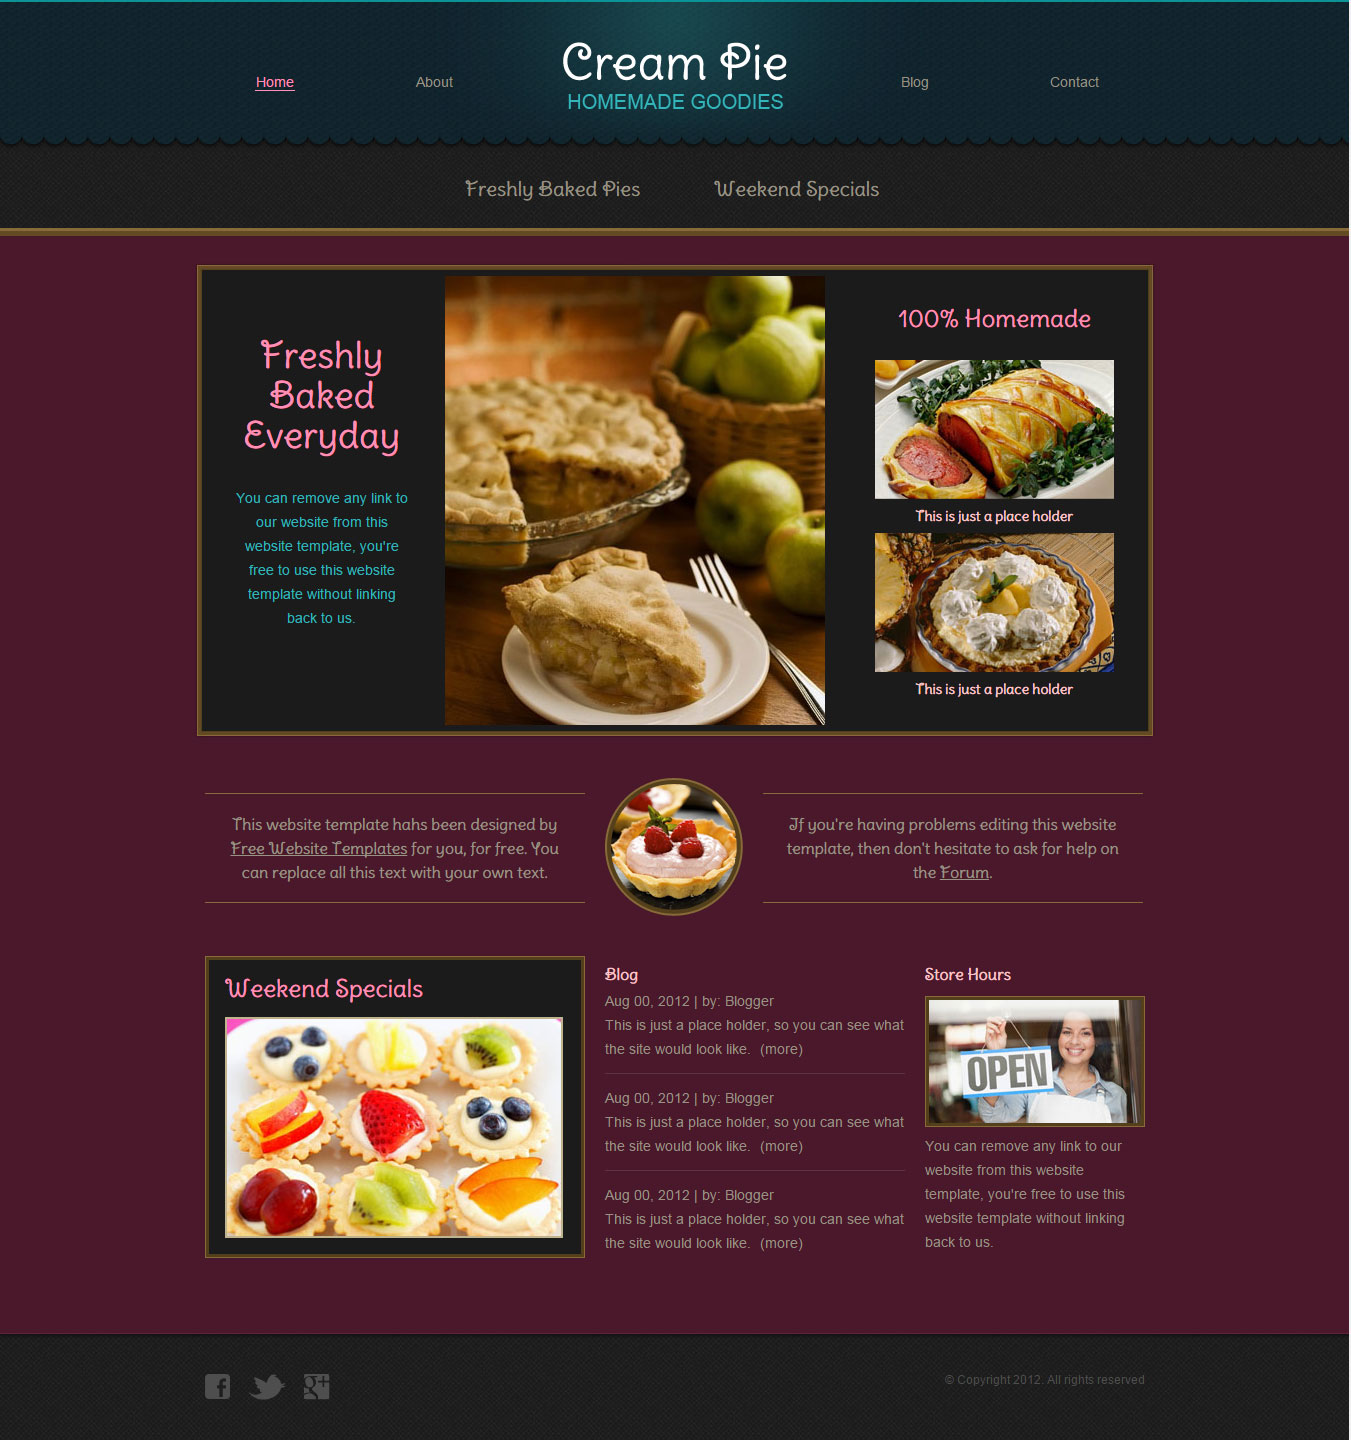 Home
About
Cream Pie
HOMEMADE GOODIES
Blog
Contact
Freshly Baked Pies
Weekend Specials
Freshly
Baked
Everyday
You can remove any link to
our website from this
website template, you're
free to use this website
template without linking
back to us.
100% Homemade
This is just a place holder
This is just a place holder
This website template hahs been designed by
Free Website Templates for you, for free. You
can replace all this text with your own text.
If you're having problems editing this website
template, then don't hesitate to ask for help on
the Forum.
Weekend Specials
Blog
Aug 00, 2012 | by: Blogger
This is just a place holder, so you can see what
the site would look like. (more)
Aug 00, 2012 | by: Blogger
This is just a place holder, so you can see what
the site would look like. (more)
Aug 00, 2012 | by: Blogger
This is just a place holder, so you can see what
the site would look like. (more)
Store Hours
OPEN
You can remove any link to our
website from this website
template, you're free to use this
website template without linking
back to us.
© Copyright 2012. All rights reserved